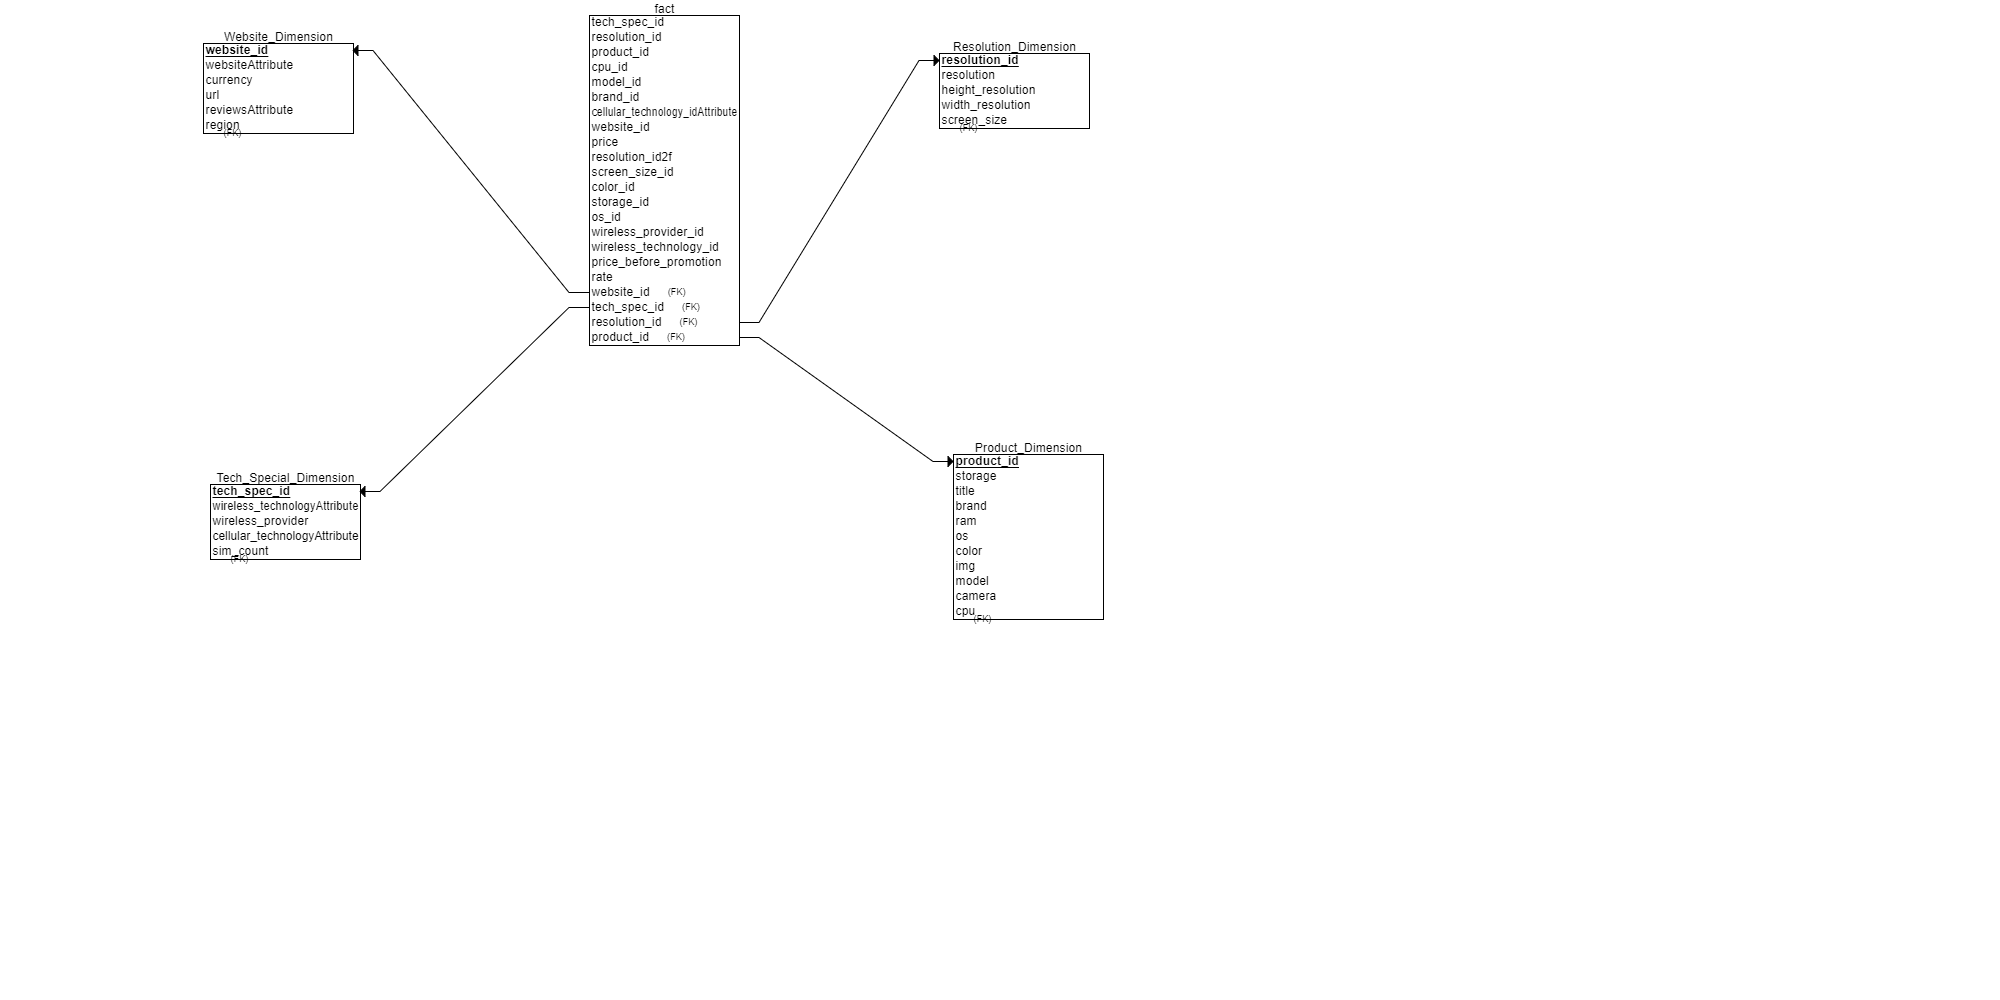 fact
tech_spec_id
resolution_id
product_id
cpu_id
model_id
brand_id
cellular_technology_idAttribute
website_id
price
resolution_id2f
screen_size_id
color_id
storage_id
os_id
wireless_provider_id
wireless_technology_id
price_before_promotion
rate
website_id (FK)
tech_spec_id (FK)
resolution_id (FK)
product_id (FK)
Website_Dimension
website_id
websiteAttribute
currency
url
reviewsAttribute
region
(FK)
Resolution_Dimension
resolution_id
resolution
height_resolution
width_resolution
screen_size
(FK)
Tech_Special_Dimension
tech_spec_id
wireless_technologyAttribute
wireless_provider
cellular_technologyAttribute
sim_count
(FK)
Product_Dimension
product_id
storage
title
brand
ram
os
color
img
model
camera
cpu
(FK)